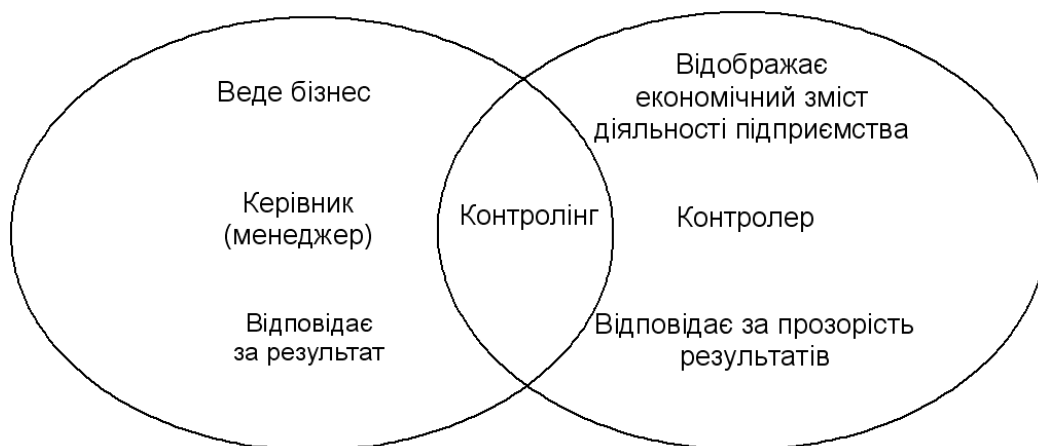 Веде бізнес
Керівник
(менеджер)
Відповідає
за результат
Контролінг
Відображає
економічний зміст
діяльності підприємства
Контролер
Відповідає за прозорість
результатів